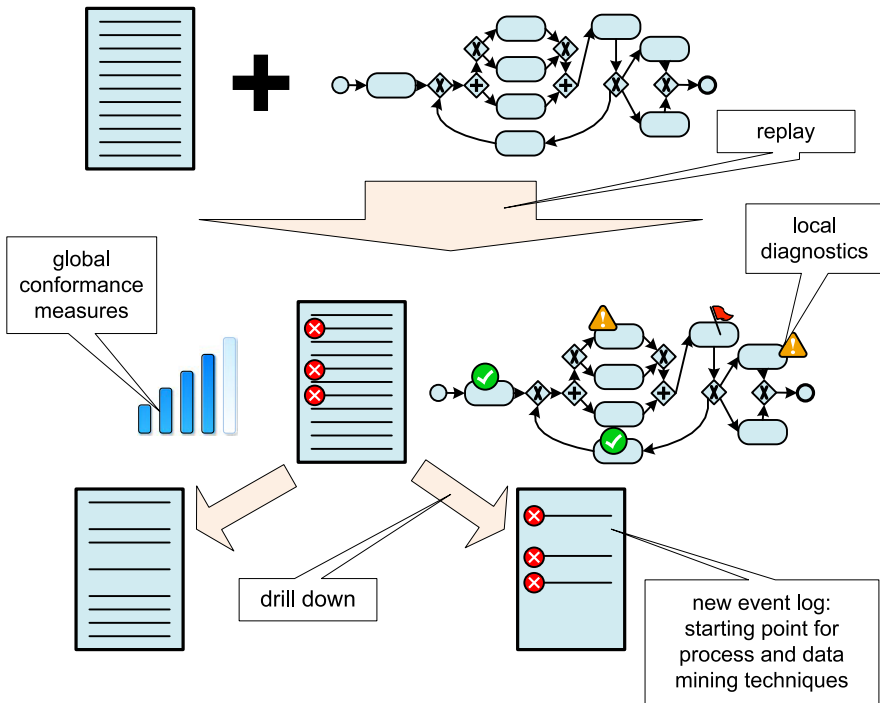 replay
local
diagnostics
global
conformance
measures
drill down
new event log:
starting point for
process and data
mining techniques